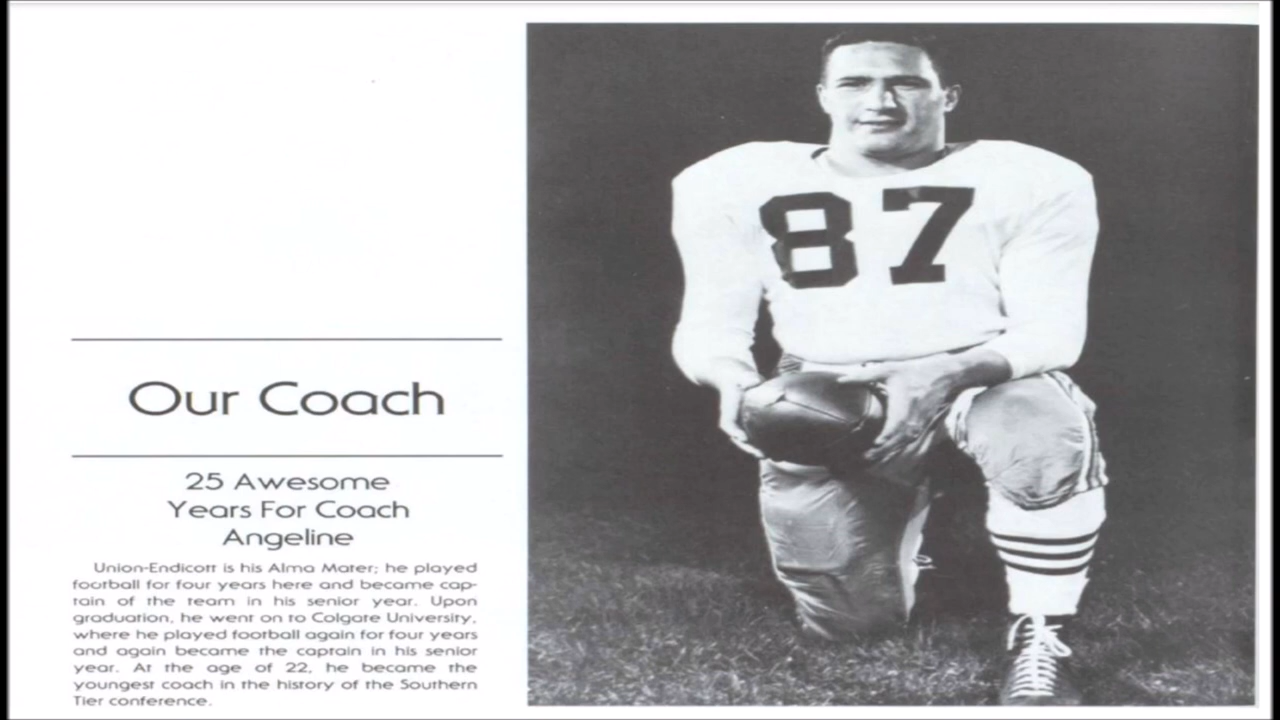 Our Coach
25 Awesome
Years For Coach
Angeline
Union-Endicott is his Alma Mater; he played
football for four years here and became cap-
tain of the team in his senior year. Upon
graduation, he went on to Colgate University,
where he played football again for four years
and again became the captain in his senior
year. At the age of 22, he became the
youngest coach in the history of the Southern
Tier conference.
87